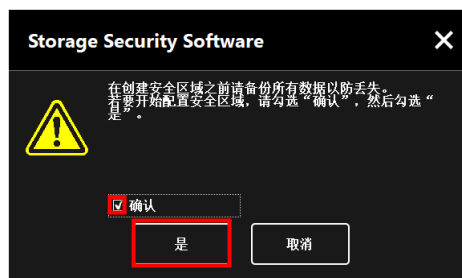 Storage Security Software
在创建安全区域之前请备份所有数据以防丢失。
若要开始配置安全区域，请勾选“确认”，然后勾选“
是”。
确认
是
取消